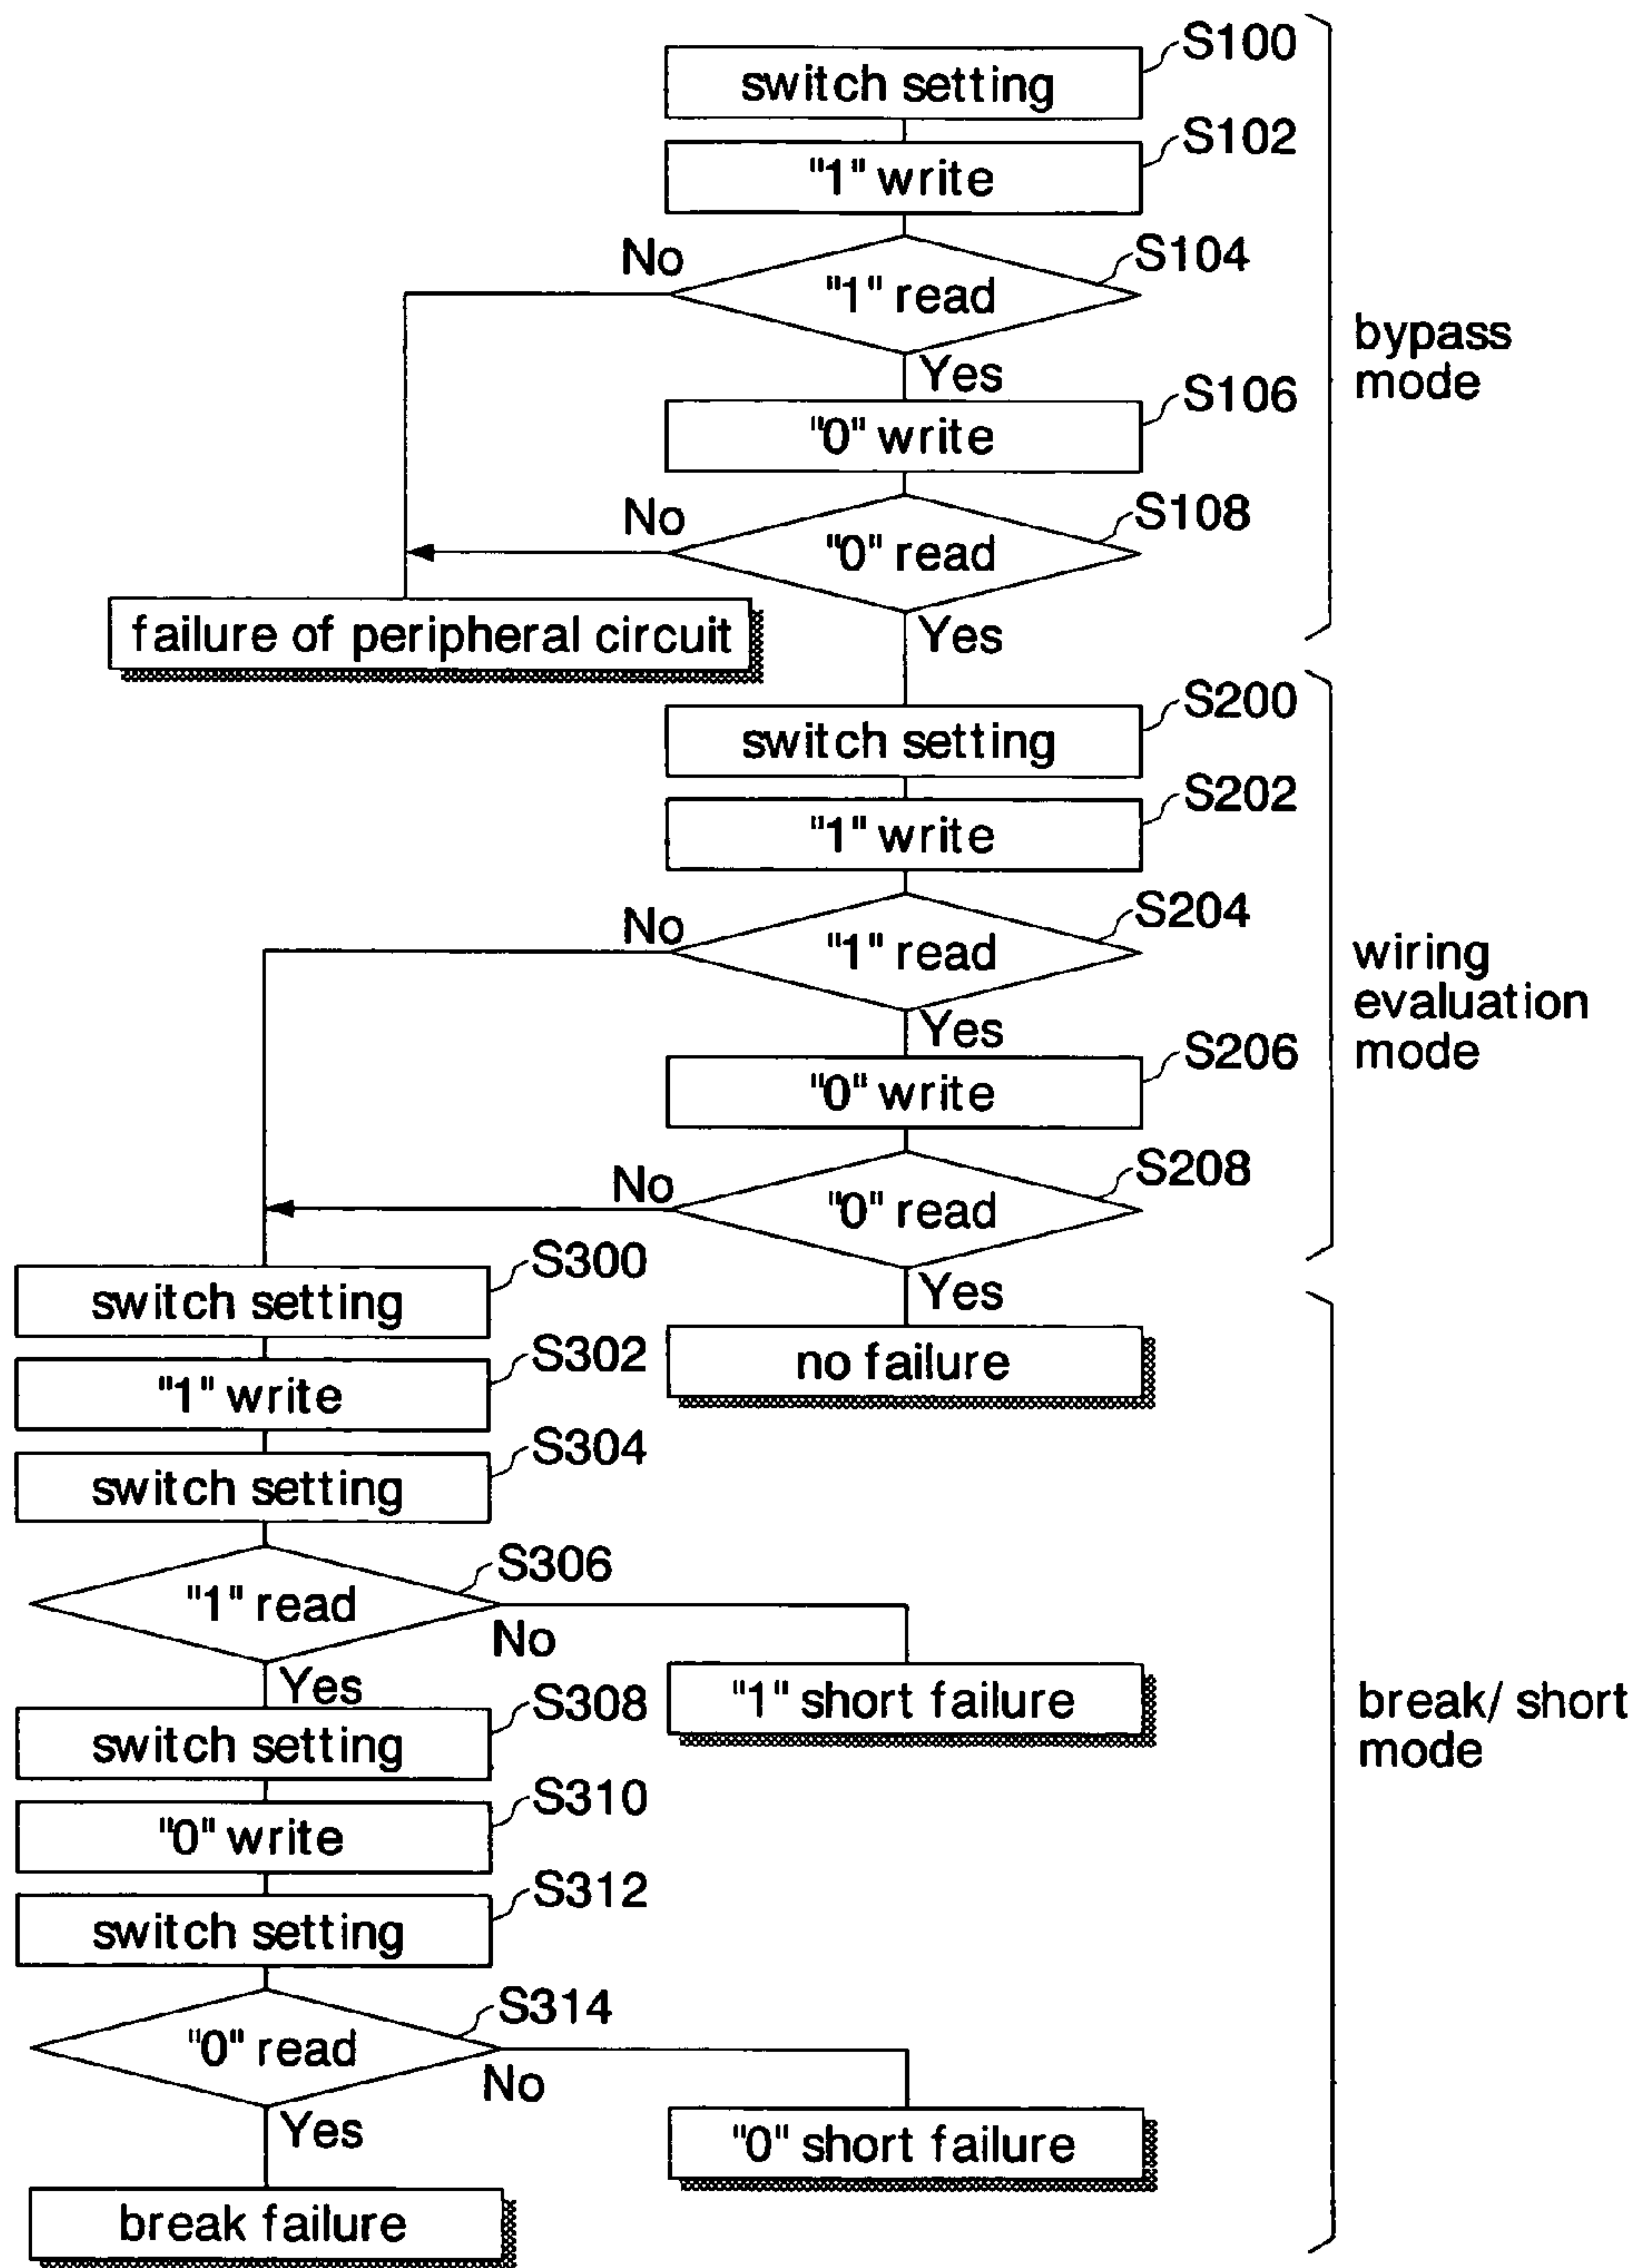 S100
switch setting
S102
"1" write
S104
No
"1" read
Yes
bypass
mode
S106
"0" write
S108
No
"0" read
Yes
failure of peripheral circuit
S200
switch setting
S202
"1" write
S204
No
"1" read
Yes
wiring
evaluation
mode
S206
"0" write
S208
No
"0" read
Yes
no failure
S300
switch setting
S302
"1" write
S304
switch setting
S306
"1" read
No
Yes
"1" short failure
break/ short
mode
S308
switch setting
S310
"0" write
S312
switch setting
S314
"0" read
No
Yes
"0" short failure
break failure